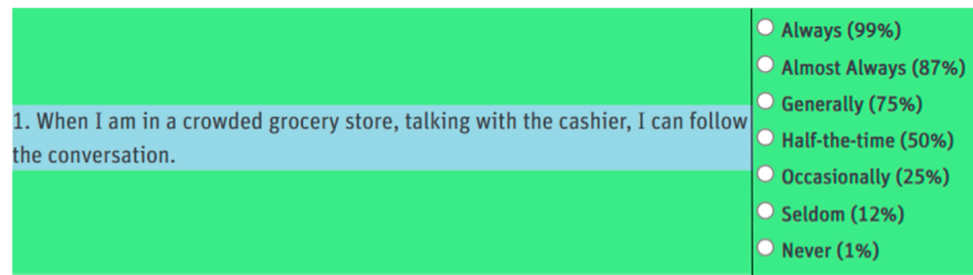 1. When I am in a crowded grocery store, talking with the cashier, I can follow
the conversation.
Always (99%)
Almost Always (87%)
Generally (75%)
Half-the-time (50%)
Occasionally (25%)
Seldom (12%)
Never (1%)